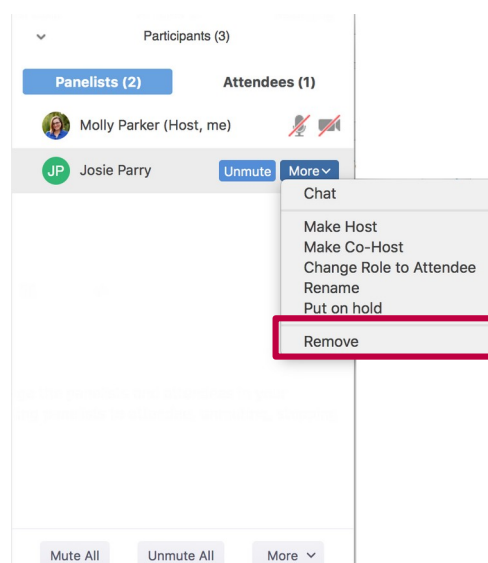 Participants (3)
Panelists (2) Attendees (1)
Molly Parker (Host, me)
JP Josie Parry Unmute More
Chat
Make Host
Make Co-Host
Change Role to Attendee
Rename
Put on hold
Remove
Mute All Unmute All More